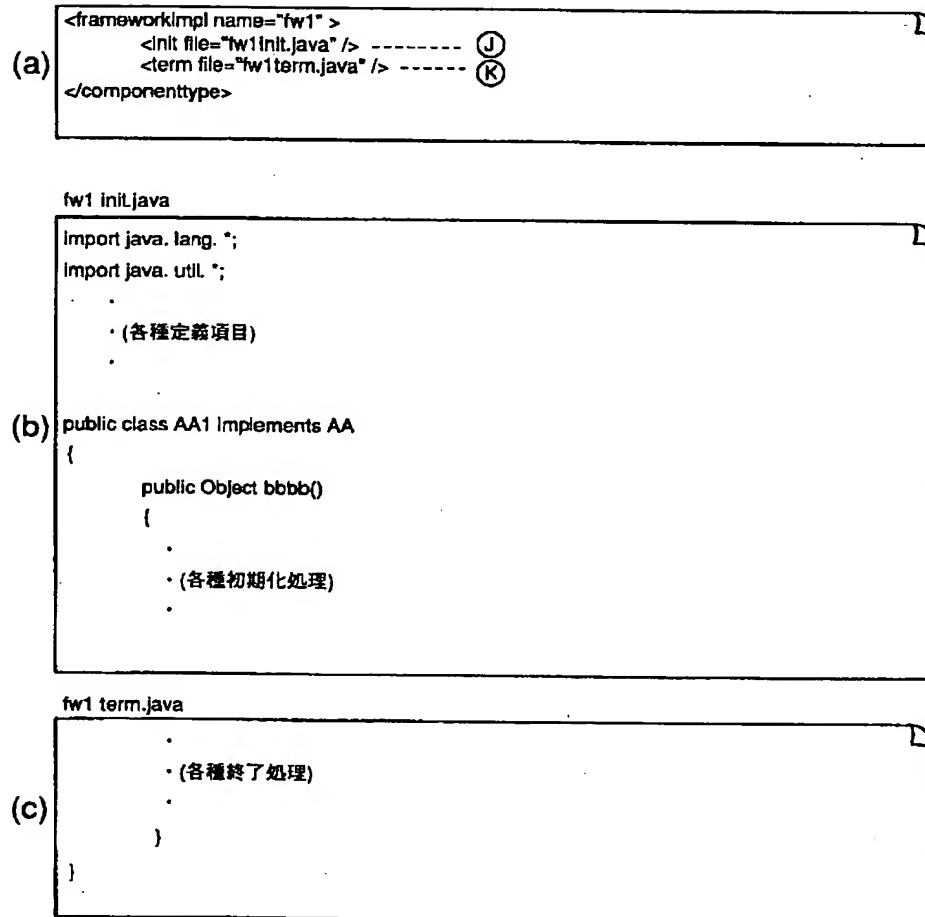 (a)
<frameworkimpl name="fw1" >
<init file="fw1init.java" /> -------- Ⓙ
<term file="fw1term.java" /> ------ Ⓚ
</componenttype>
fw1 init.java
(b)
import java. lang. *;
import java. util. *;
・
・(各種定義項目)
・
public class AA1 implements AA
{
public Object bbbb()
{
・
・(各種初期化処理)
・
fw1 term.java
(c)
・
・(各種終了処理)
・
}
}